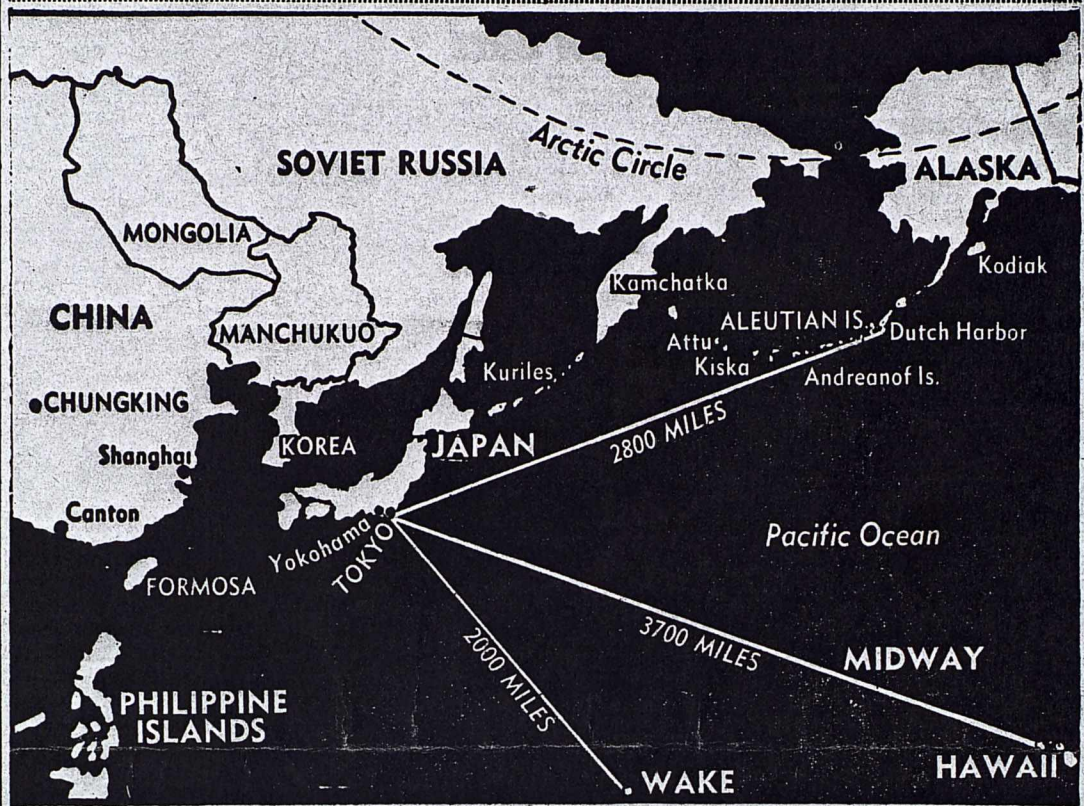 Arctic Circle
SOVIET RUSSIA
ALASKA
MONGOLIA
Kodiak
Kamchatka
CHINA
MANCHUKUO
ALEUTIAN IS.
Dutch Harbor
Attu
Kiska
Andreanof Is.
Kuriles
CHUNGKING
2800 MILES
KOREA
JAPAN
Shanghai
Canton
Yokohama
TOKYO
Pacific Ocean
FORMOSA
3700 MILES
2000 MILES
MIDWAY
PHILIPPINE
ISLANDS
HAWAII
WAKE